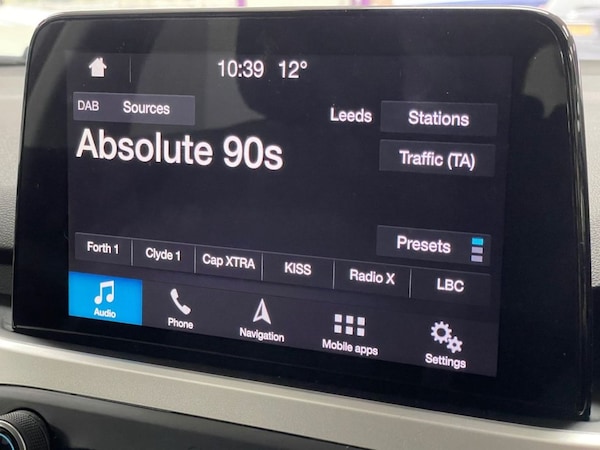 10:39 12°
DAB Sources
Leeds
Stations
Absolute 90s
Traffic (TA)
Presets
Forth 1
Clyde 1
Cap XTRA
KISS
Radio X
LBC
Audio
Phone
Navigation
Mobile apps
Settings